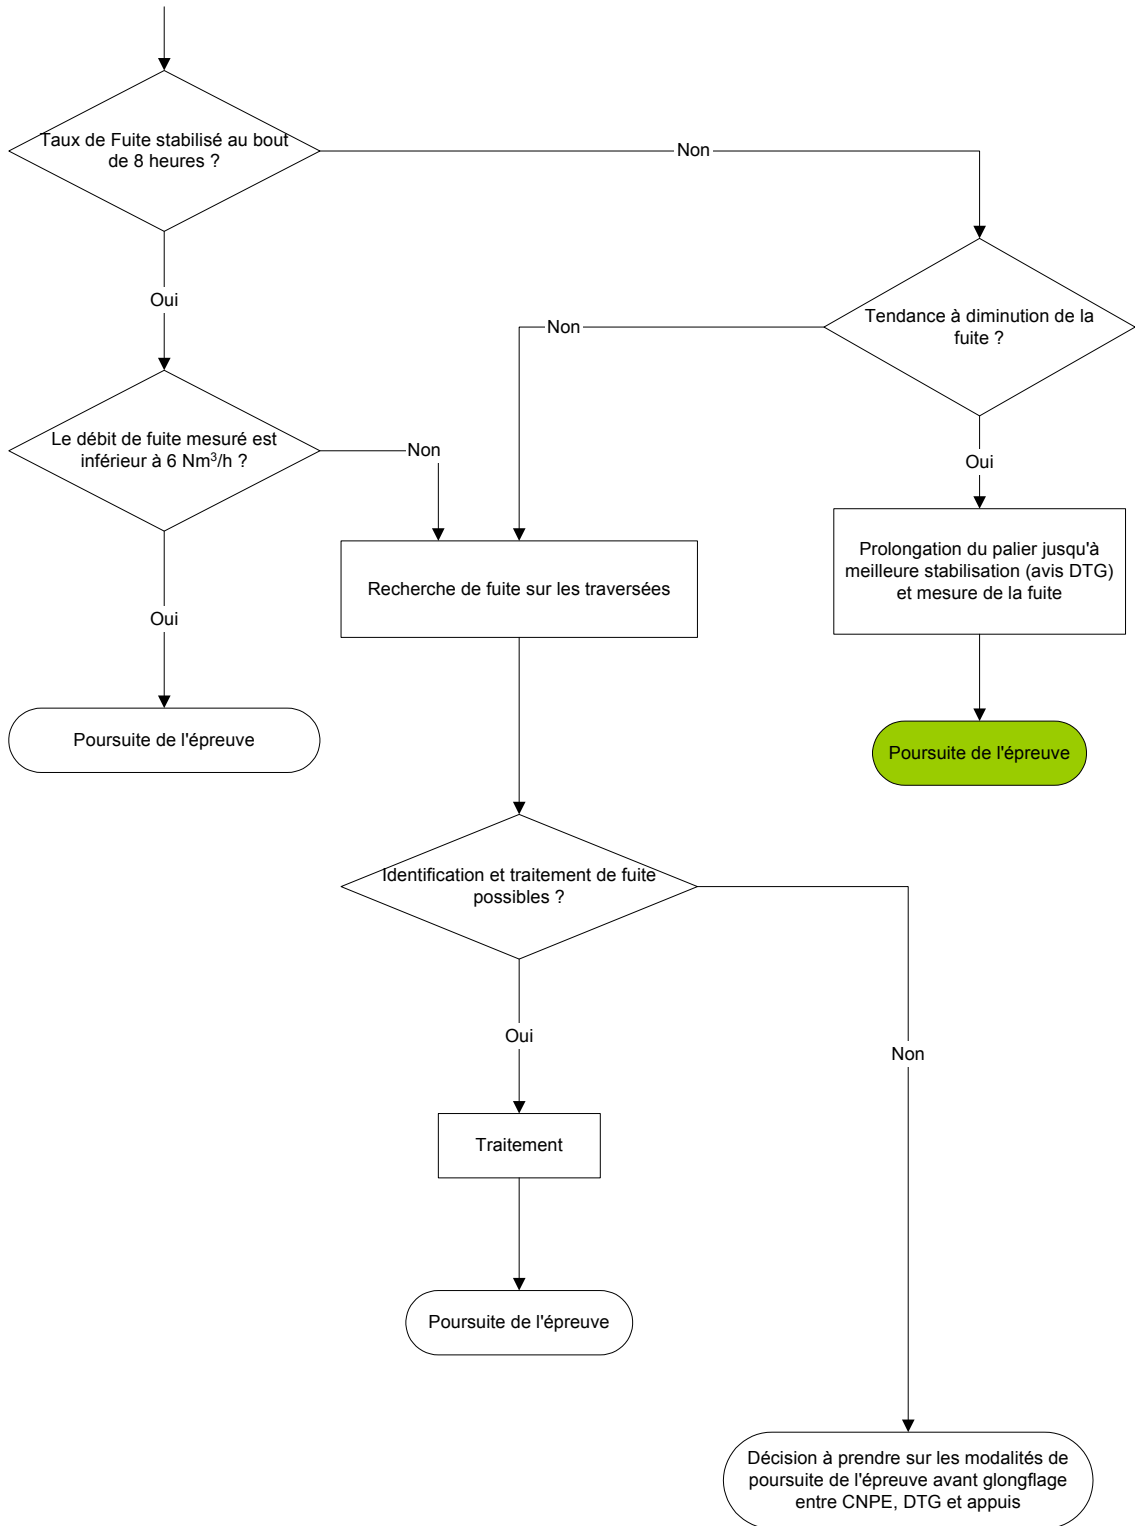 Taux de Fuite stabilisé au bout
de 8 heures ?
Non
Oui
Tendance à diminution de la
fuite ?
Non
Le débit de fuite mesuré est
inférieur à 6 Nm³/h ?
Non
Oui
Prolongation du palier jusqu'à
meilleure stabilisation (avis DTG)
et mesure de la fuite
Recherche de fuite sur les traversées
Oui
Poursuite de l'épreuve
Poursuite de l'épreuve
Identification et traitement de fuite
possibles ?
Oui
Non
Traitement
Poursuite de l'épreuve
Décision à prendre sur les modalités de
poursuite de l'épreuve avant glongflage
entre CNPE, DTG et appuis